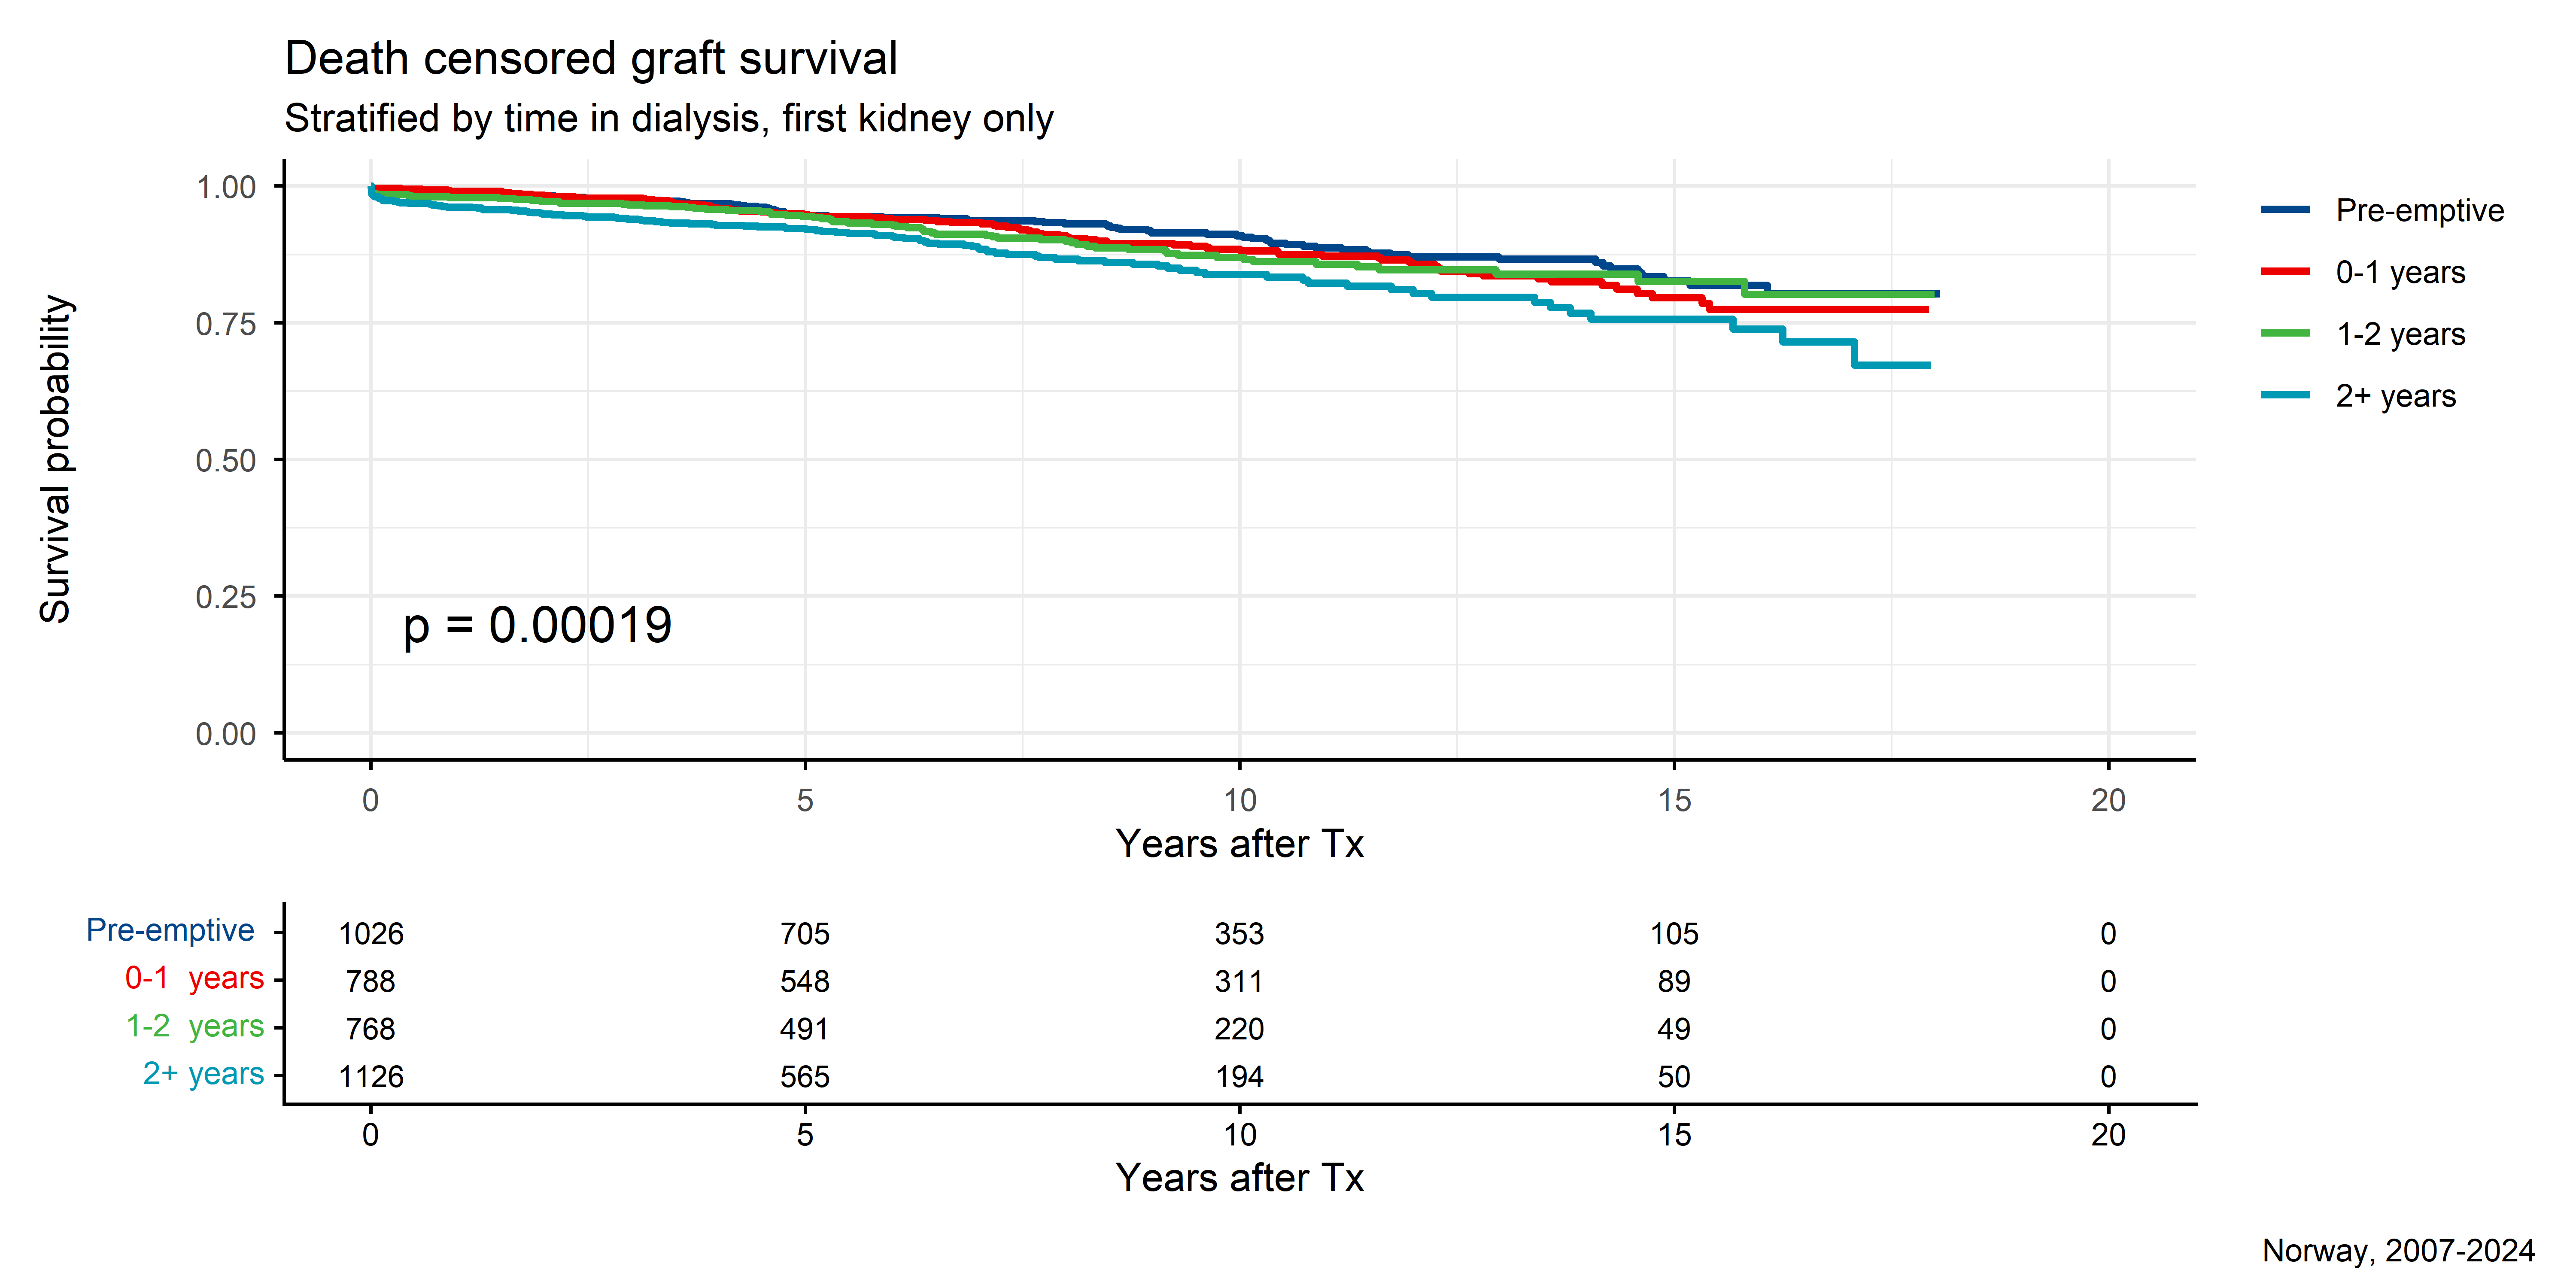 Death censored graft survival
Stratified by time in dialysis, first kidney only
Survival probability
1.00
0.75
0.50
0.25
0.00
p = 0.00019
0 5 10 15 20
Years after Tx
Pre-emptive
0-1 years
1-2 years
2+ years
Pre-emptive 1026 705 353 105 0
0-1 years 788 548 311 89 0
1-2 years 768 491 220 49 0
2+ years 1126 565 194 50 0
0 5 10 15 20
Years after Tx
Norway, 2007-2024